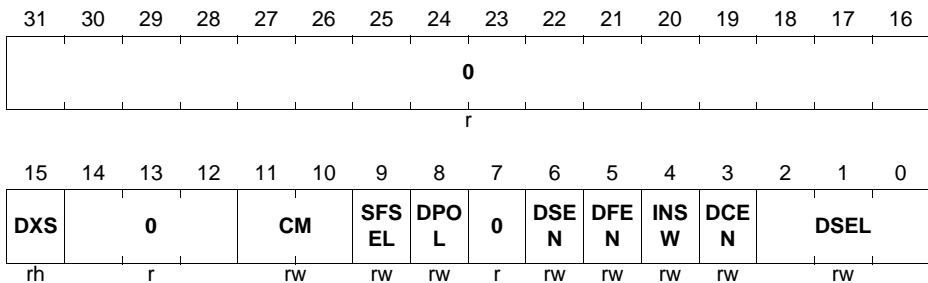 31 30 29 28 27 26 25 24 23 22 21 20 19 18 17 16
0
r
15 14 13 12 11 10 9 8 7 6 5 4 3 2 1 0
DXS 0 CM SFS EL DPO L 0 DSE N DFE N INS W DCE N DSEL
rh r rw rw rw r rw rw rw rw rw